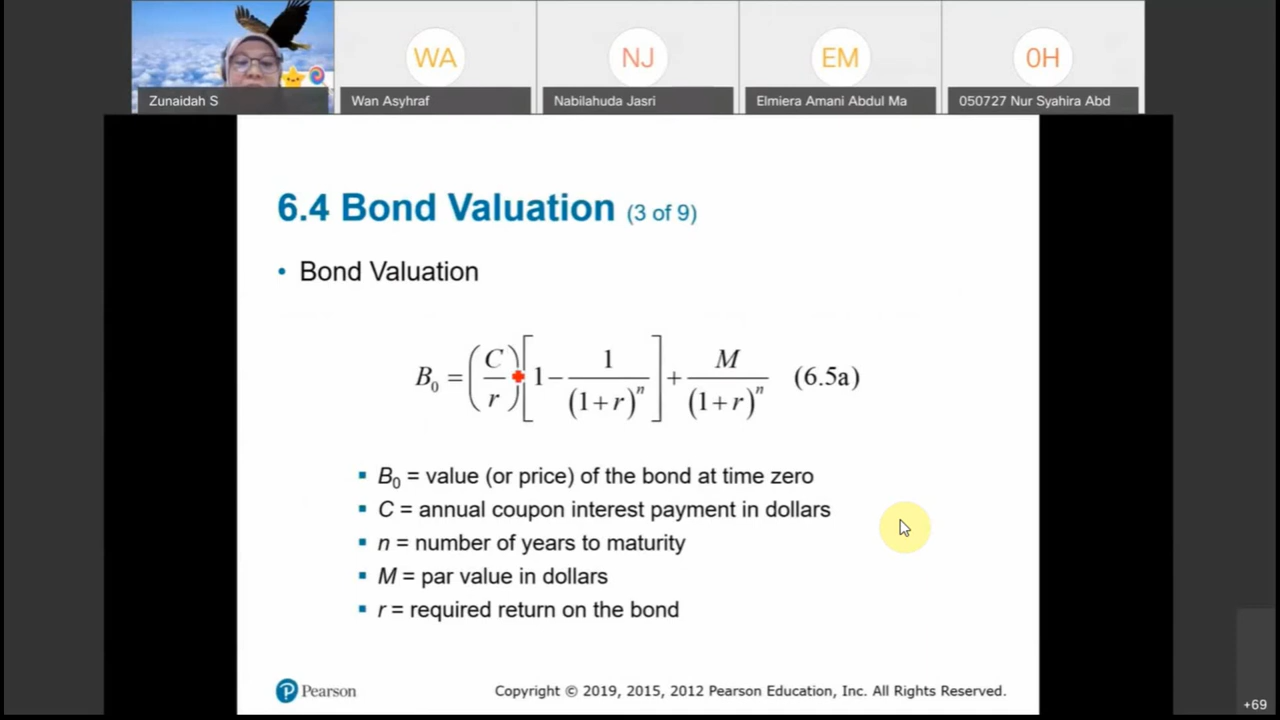 WA
NJ
EM
0H
Zunaidah S
Wan Asyhraf
Nabilahuda Jasri
Elmiera Amani Abdul Ma
050727 Nur Syahira Abd
6.4 Bond Valuation (3 of 9)
• Bond Valuation
B₀ = (C/r)[1 − 1/(1+r)ⁿ] + M/(1+r)ⁿ (6.5a)
▪ B₀ = value (or price) of the bond at time zero
▪ C = annual coupon interest payment in dollars
▪ n = number of years to maturity
▪ M = par value in dollars
▪ r = required return on the bond
P Pearson
Copyright © 2019, 2015, 2012 Pearson Education, Inc. All Rights Reserved.
+69